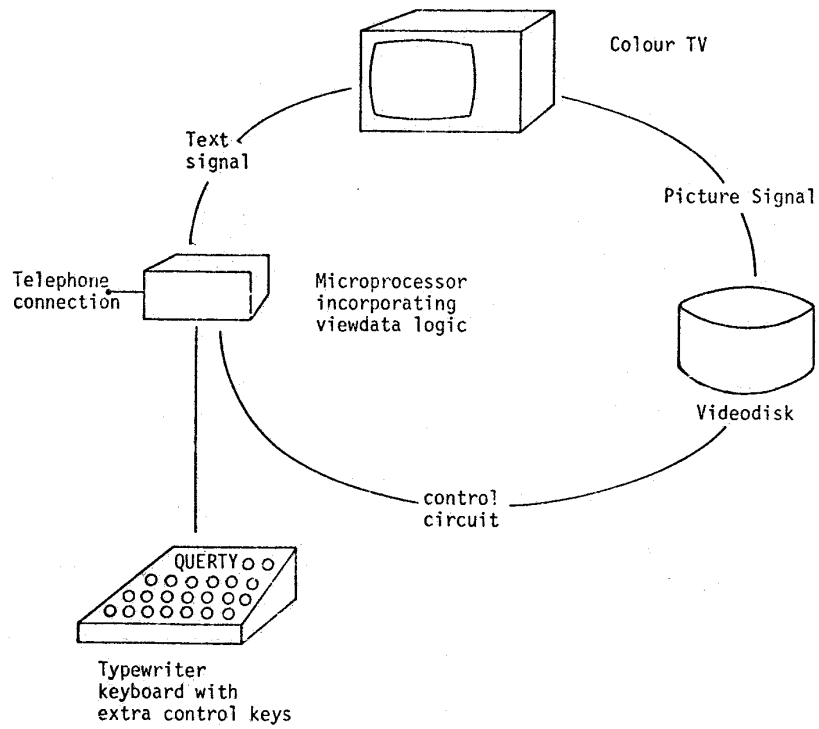 Colour TV
Text
signal
Picture Signal
Telephone
connection
Microprocessor
incorporating
viewdata logic
Videodisk
control
circuit
QUERTY
Typewriter
keyboard with
extra control keys